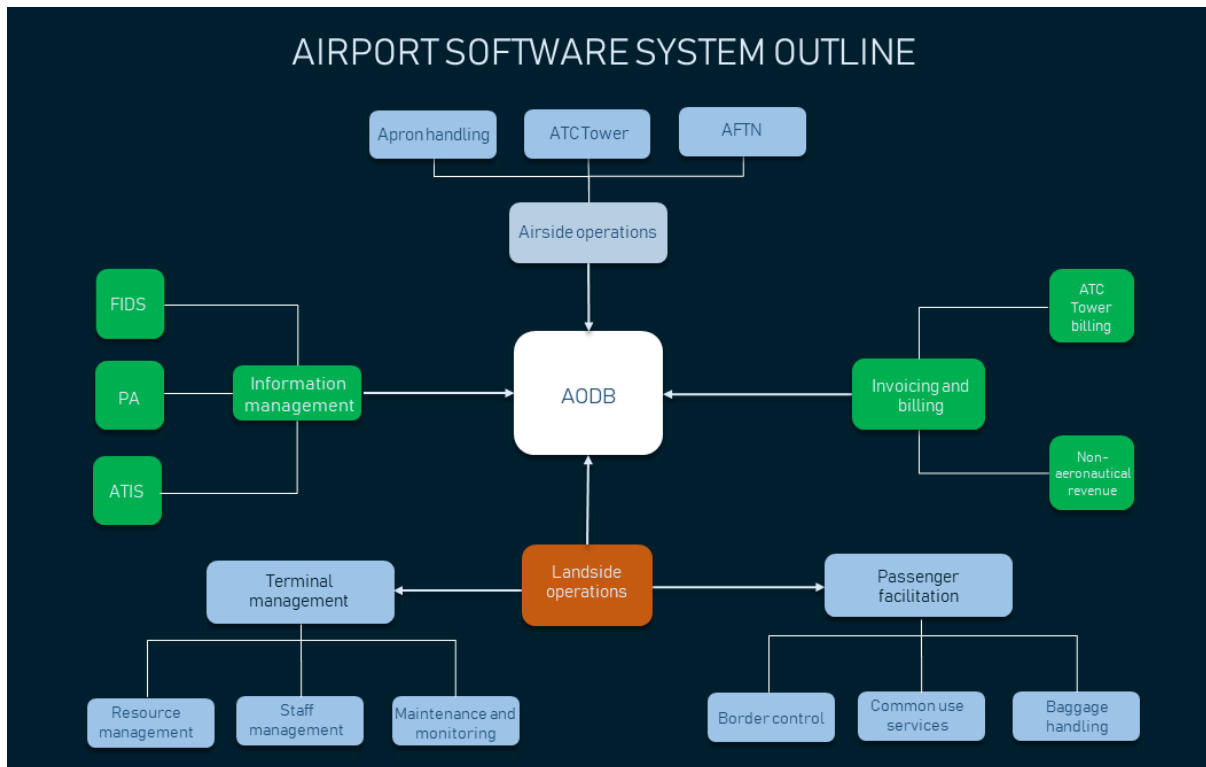 AIRPORT SOFTWARE SYSTEM OUTLINE
Apron handling
ATC Tower
AFTN
Airside operations
FIDS
PA
ATIS
Information
management
AODB
Invoicing and
billing
ATC
Tower
billing
Non-
aeronautical
revenue
Landside
operations
Terminal
management
Resource
management
Staff
management
Maintenance and
monitoring
Passenger
facilitation
Border control
Common use
services
Baggage
handling